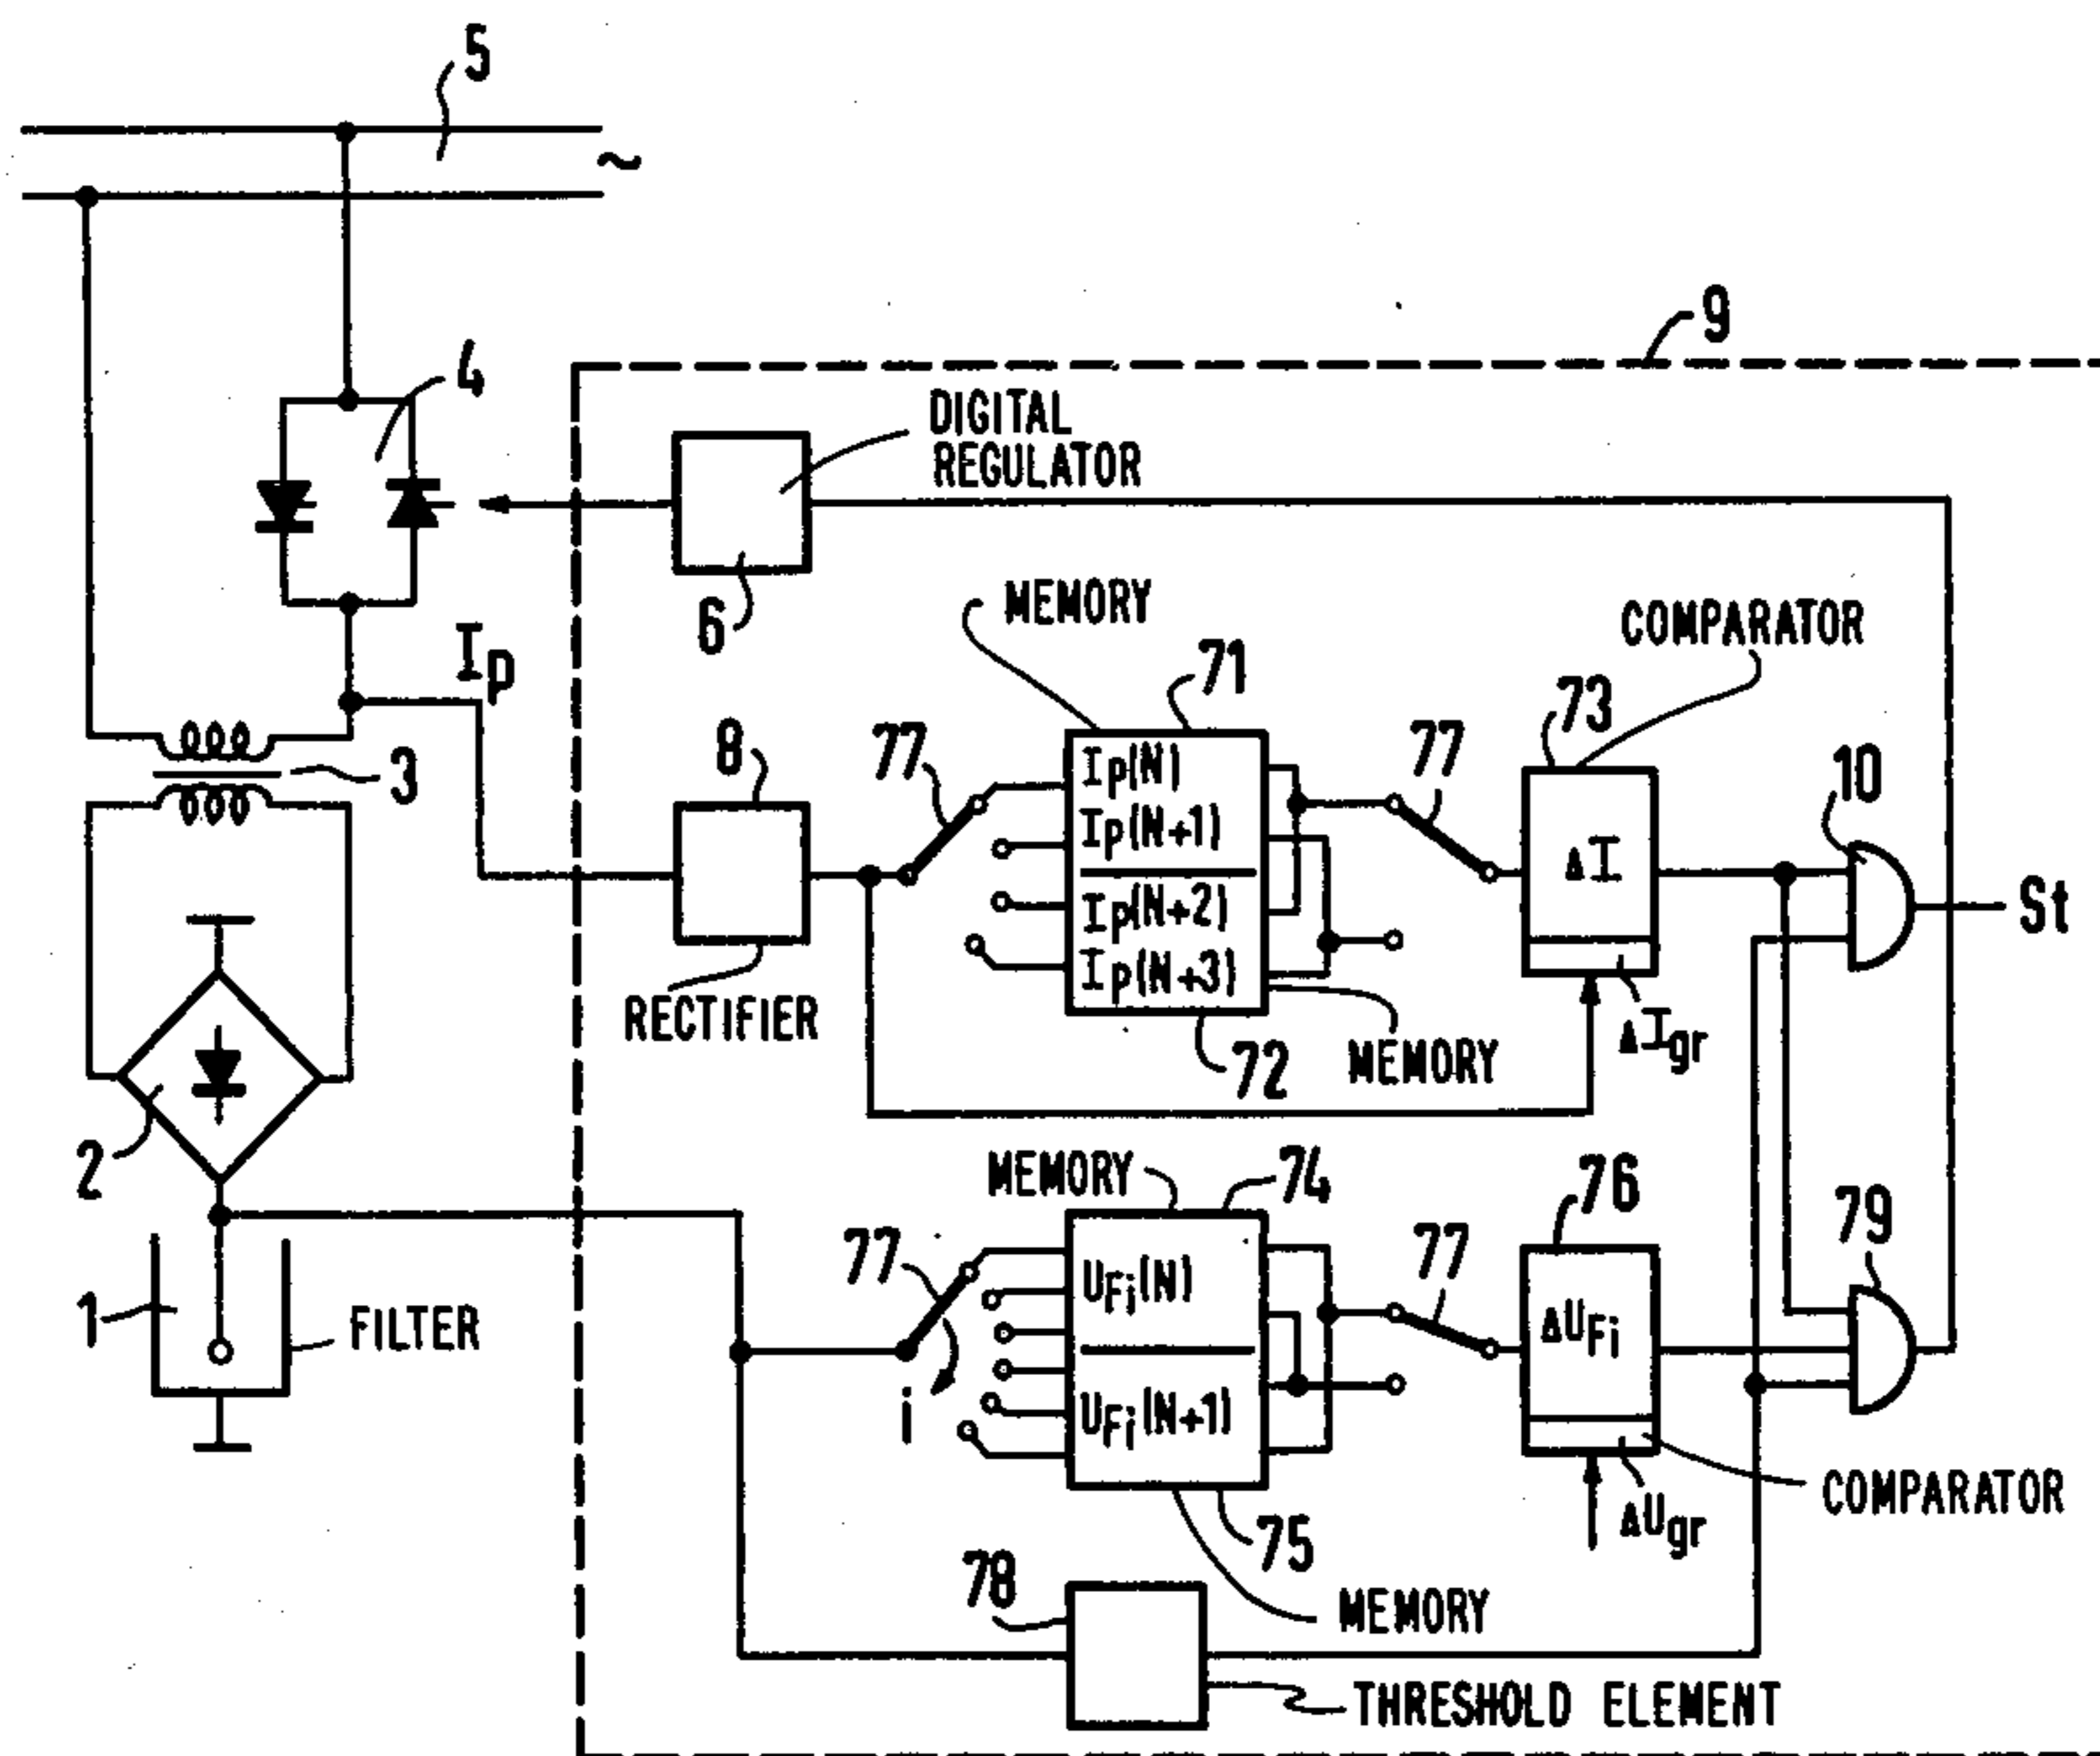 5
~
9
4
DIGITAL
REGULATOR
6
Ip
MEMORY
COMPARATOR
71
73
77
77
8
3
10
Ip(N)
Ip(N+1)
Ip(N+2)
Ip(N+3)
ΔI
St
RECTIFIER
ΔIgr
72
MEMORY
2
MEMORY
74
76
79
77
77
1
FILTER
i
UFi(N)
UFi(N+1)
ΔUFi
COMPARATOR
ΔUgr
75
78
MEMORY
THRESHOLD ELEMENT